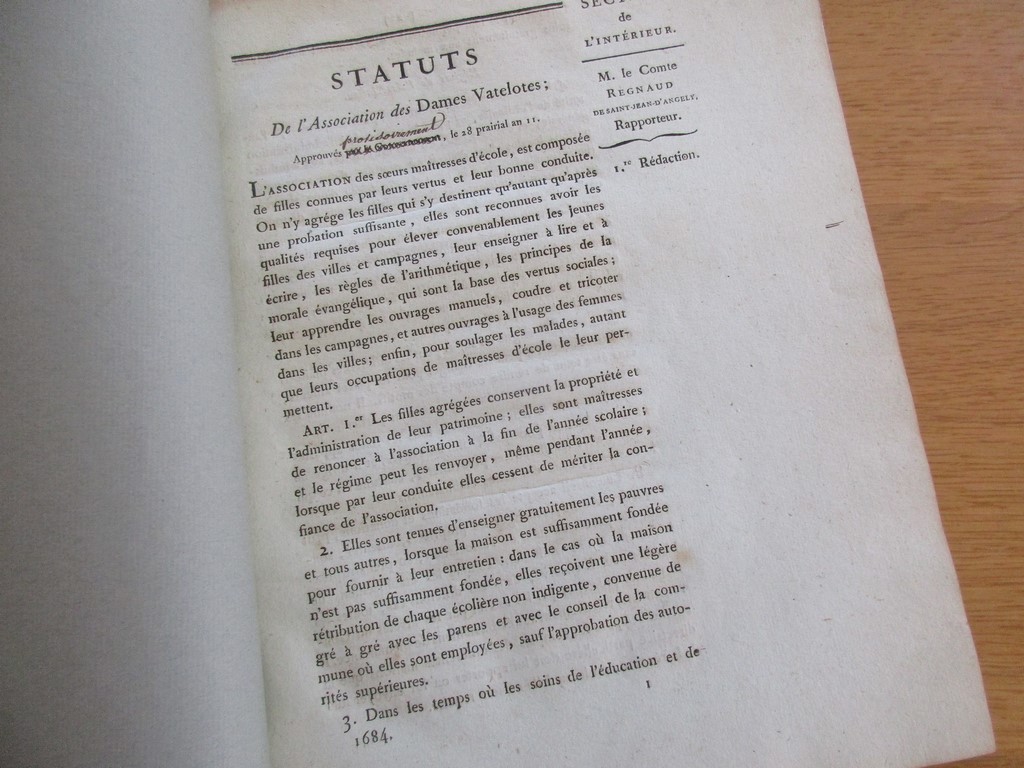 SECT
de
L'INTÉRIEUR.
M. le Comte
REGNAUD
DE SAINT-JEAN-D'ANGELY,
Rapporteur.
1.re Rédaction.
STATUTS
De l'Association des Dames Vatelotes;
provisoirement
Approuvés, le 28 prairial an 11.
L'ASSOCIATION des sœurs maîtresses d'école, est composée
de filles connues par leurs vertus et leur bonne conduite.
On n'y agrége les filles qui s'y destinent qu'autant qu'après
une probation suffisante, elles sont reconnues avoir les
qualités requises pour élever convenablement les jeunes
filles des villes et campagnes, leur enseigner à lire et à
écrire, les règles de l'arithmétique, les principes de la
morale évangélique, qui sont la base des vertus sociales;
leur apprendre les ouvrages manuels, coudre et tricoter
dans les campagnes, et autres ouvrages à l'usage des femmes
dans les villes; enfin, pour soulager les malades, autant
que leurs occupations de maîtresses d'école le leur per-
mettent.
ART. 1.er Les filles agrégées conservent la propriété et
l'administration de leur patrimoine; elles sont maîtresses
de renoncer à l'association à la fin de l'année scolaire;
et le régime peut les renvoyer, même pendant l'année,
lorsque par leur conduite elles cessent de mériter la con-
fiance de l'association.
2. Elles sont tenues d'enseigner gratuitement les pauvres
et tous autres, lorsque la maison est suffisamment fondée
pour fournir à leur entretien: dans le cas où la maison
n'est pas suffisamment fondée, elles reçoivent une légère
rétribution de chaque écolière non indigente, convenue de
gré à gré avec les parens et avec le conseil de la com-
mune où elles sont employées, sauf l'approbation des auto-
rités supérieures.
3. Dans les temps où les soins de l'éducation et de
1684.
1